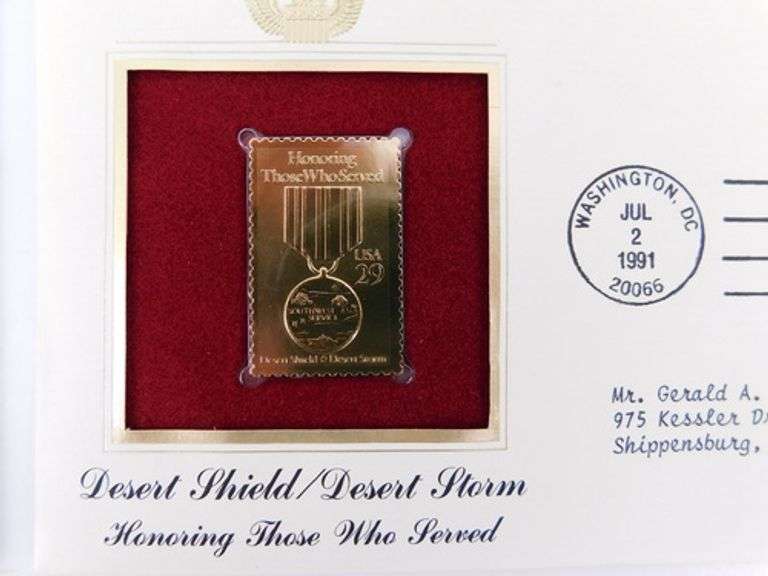 Honoring
Those Who Served
USA
29
SOUTHWEST ASIA
SERVICE
Desert Shield & Desert Storm
WASHINGTON, DC
JUL
2
1991
20066
Mr. Gerald A.
975 Kessler
Shippensburg,
Desert Shield/Desert Storm
Honoring Those Who Served